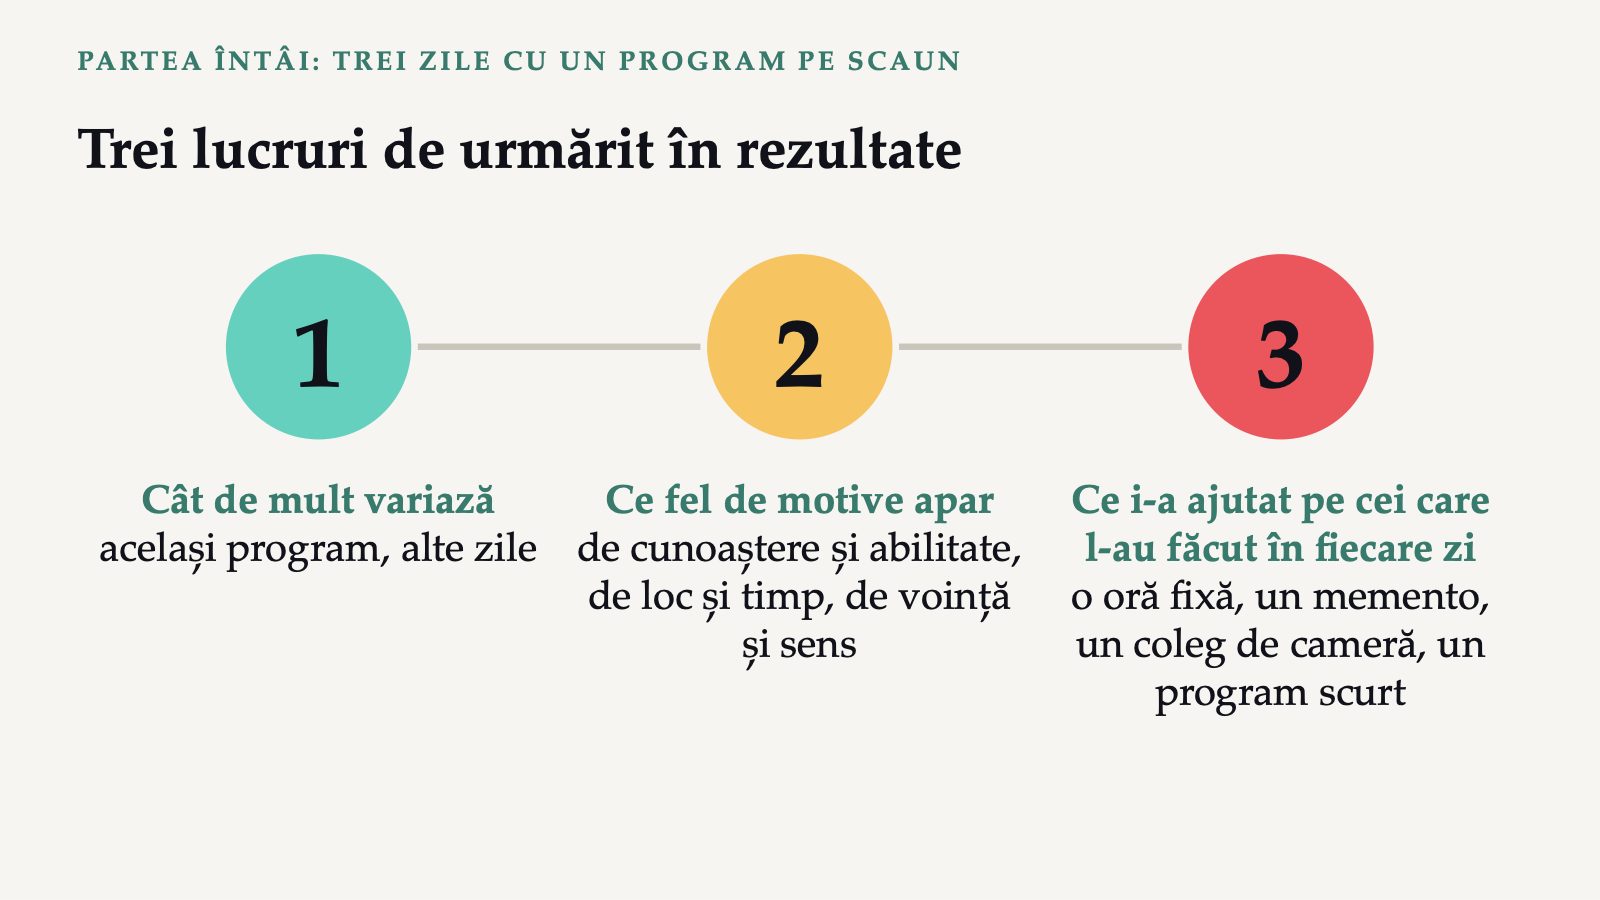 PARTEA ÎNTÂI: TREI ZILE CU UN PROGRAM PE SCAUN
Trei lucruri de urmărit în rezultate
1
Cât de mult variază
același program, alte zile
2
Ce fel de motive apar
de cunoaștere și abilitate,
de loc și timp, de voință
și sens
3
Ce i-a ajutat pe cei care
l-au făcut în fiecare zi
o oră fixă, un memento,
un coleg de cameră, un
program scurt